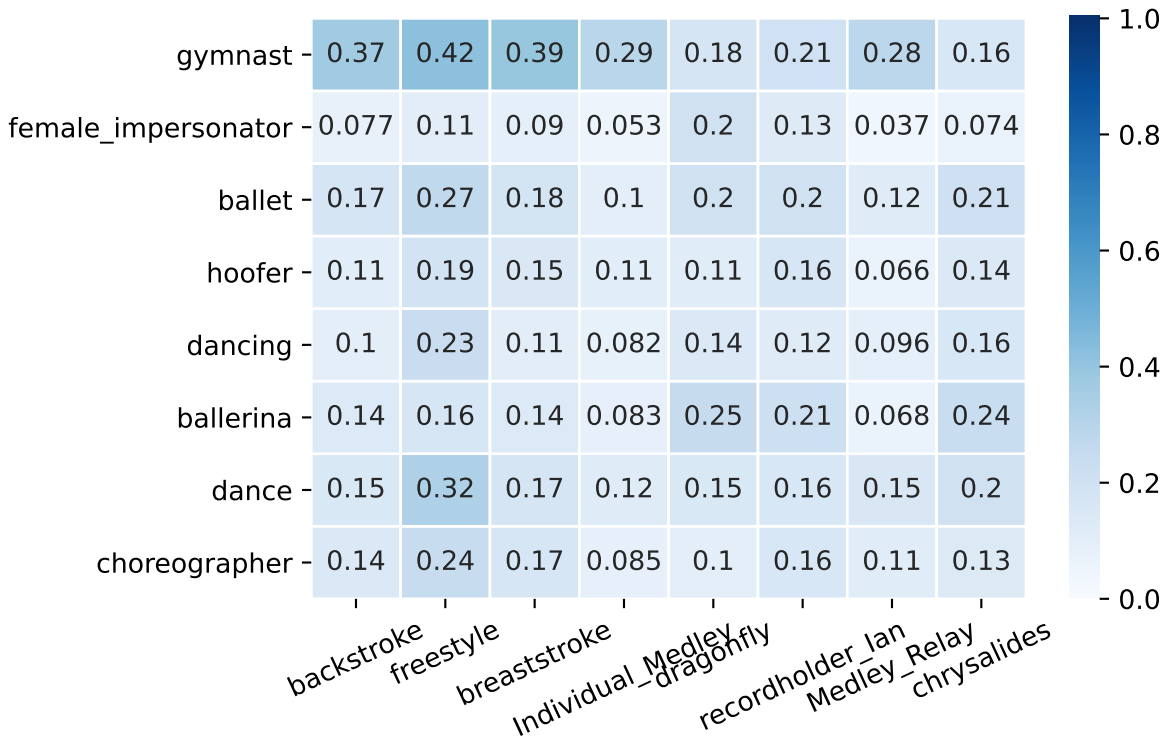 gymnast 0.37 0.42 0.39 0.29 0.18 0.21 0.28 0.16
female_impersonator 0.077 0.11 0.09 0.053 0.2 0.13 0.037 0.074
ballet 0.17 0.27 0.18 0.1 0.2 0.2 0.12 0.21
hoofer 0.11 0.19 0.15 0.11 0.11 0.16 0.066 0.14
dancing 0.1 0.23 0.11 0.082 0.14 0.12 0.096 0.16
ballerina 0.14 0.16 0.14 0.083 0.25 0.21 0.068 0.24
dance 0.15 0.32 0.17 0.12 0.15 0.16 0.15 0.2
choreographer 0.14 0.24 0.17 0.085 0.1 0.16 0.11 0.13
backstroke
freestyle
breaststroke
Individual_Medley
_dragonfly
recordholder_Ian
Medley_Relay
chrysalides
1.0
0.8
0.6
0.4
0.2
0.0